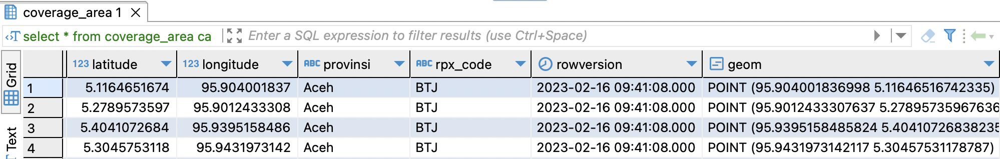 coverage_area 1
select * from coverage_area ca Enter a SQL expression to filter results (use Ctrl+Space)
Grid
Text
123 latitude 123 longitude ABC provinsi ABC rpx_code rowversion geom
1 5.1164651674 95.904001837 Aceh BTJ 2023-02-16 09:41:08.000 POINT (95.904001836998 5.11646516742335)
2 5.2789573597 95.9012433308 Aceh BTJ 2023-02-16 09:41:08.000 POINT (95.9012433307637 5.27895735967636
3 5.4041072684 95.9395158486 Aceh BTJ 2023-02-16 09:41:08.000 POINT (95.9395158485824 5.40410726838235
4 5.3045753118 95.9431973142 Aceh BTJ 2023-02-16 09:41:08.000 POINT (95.9431973142117 5.30457531178787)